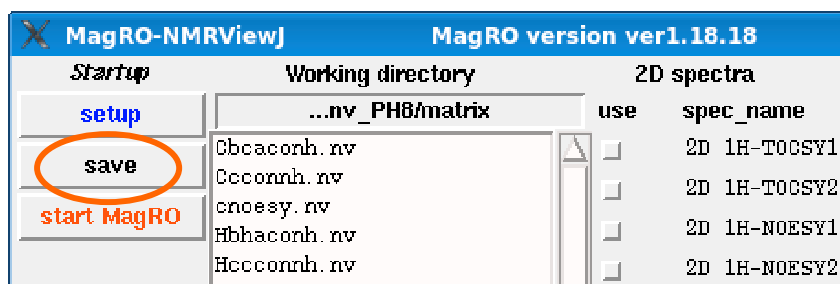 MagRO-NMRViewJ MagRO version ver1.18.18
Startup Working directory 2D spectra
setup ...nv_PH8/matrix use spec_name
save
start MagRO
Cbcaconh.nv
Ccconnh.nv
cnoesy.nv
Hbhaconh.nv
Hccconnh.nv
2D 1H-TOCSY1
2D 1H-TOCSY2
2D 1H-NOESY1
2D 1H-NOESY2